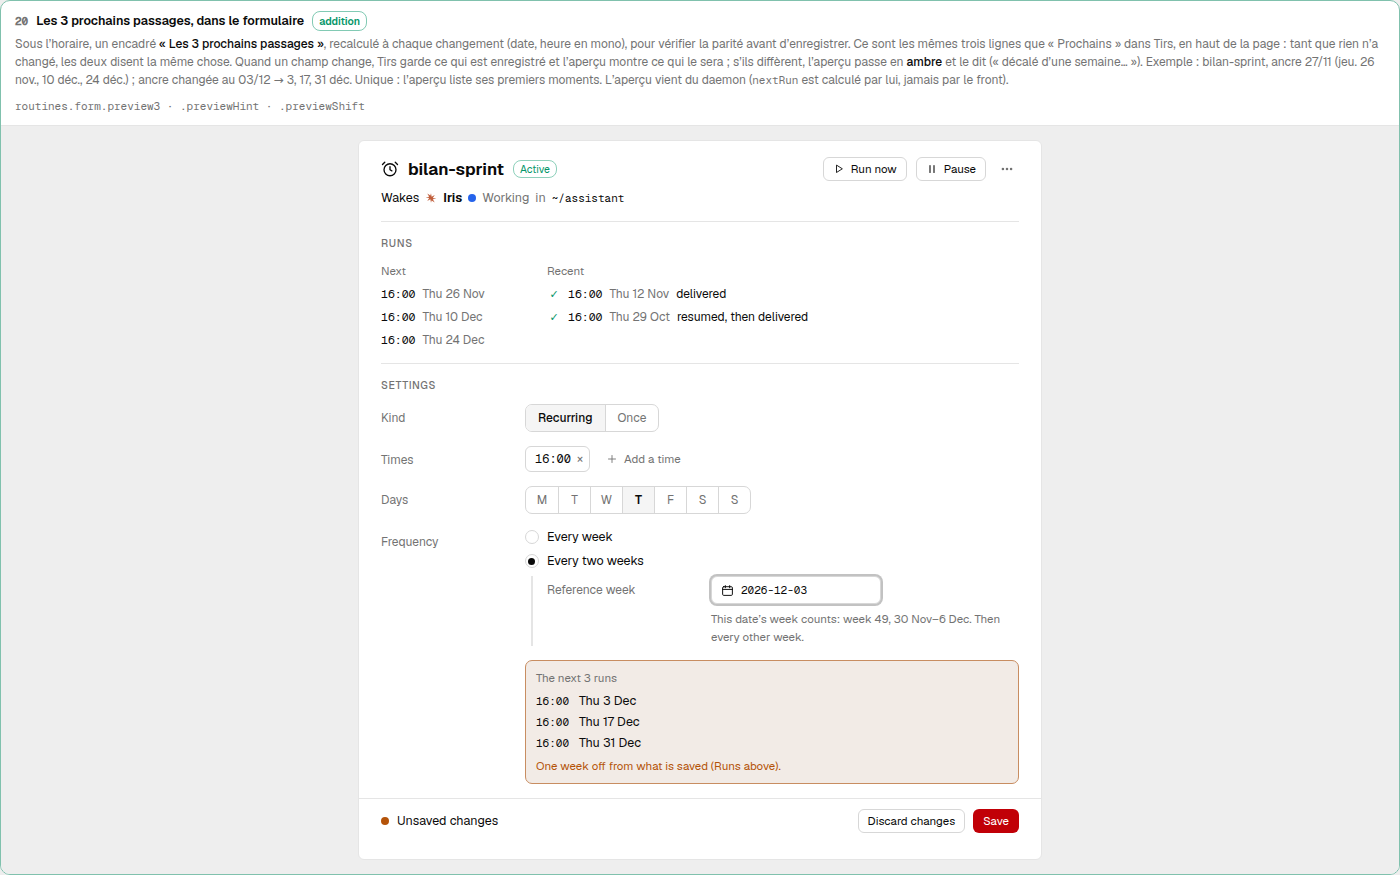 20 Les 3 prochains passages, dans le formulaire addition
Sous l'horaire, un encadré « Les 3 prochains passages », recalculé à chaque changement (date, heure en mono), pour vérifier la parité avant d'enregistrer. Ce sont les mêmes trois lignes que « Prochains » dans Tirs, en haut de la page : tant que rien n'a
changé, les deux disent la même chose. Quand un champ change, Tirs garde ce qui est enregistré et l'aperçu montre ce qui le sera ; s'ils diffèrent, l'aperçu passe en ambre et le dit (« décalé d'une semaine… »). Exemple : bilan-sprint, ancre 27/11 (jeu. 26
nov., 10 déc., 24 déc.) ; ancre changée au 03/12 → 3, 17, 31 déc. Unique : l'aperçu liste ses premiers moments. L'aperçu vient du daemon (nextRun est calculé par lui, jamais par le front).
routines.form.preview3 · .previewHint · .previewShift
bilan-sprint Active Run now Pause ···
Wakes Iris Working in ~/assistant
RUNS
Next Recent
16:00 Thu 26 Nov ✓ 16:00 Thu 12 Nov delivered
16:00 Thu 10 Dec ✓ 16:00 Thu 29 Oct resumed, then delivered
16:00 Thu 24 Dec
SETTINGS
Kind Recurring Once
Times 16:00 × + Add a time
Days M T W T F S S
Frequency Every week
Every two weeks
Reference week 2026-12-03
This date's week counts: week 49, 30 Nov–6 Dec. Then
every other week.
The next 3 runs
16:00 Thu 3 Dec
16:00 Thu 17 Dec
16:00 Thu 31 Dec
One week off from what is saved (Runs above).
Unsaved changes Discard changes Save